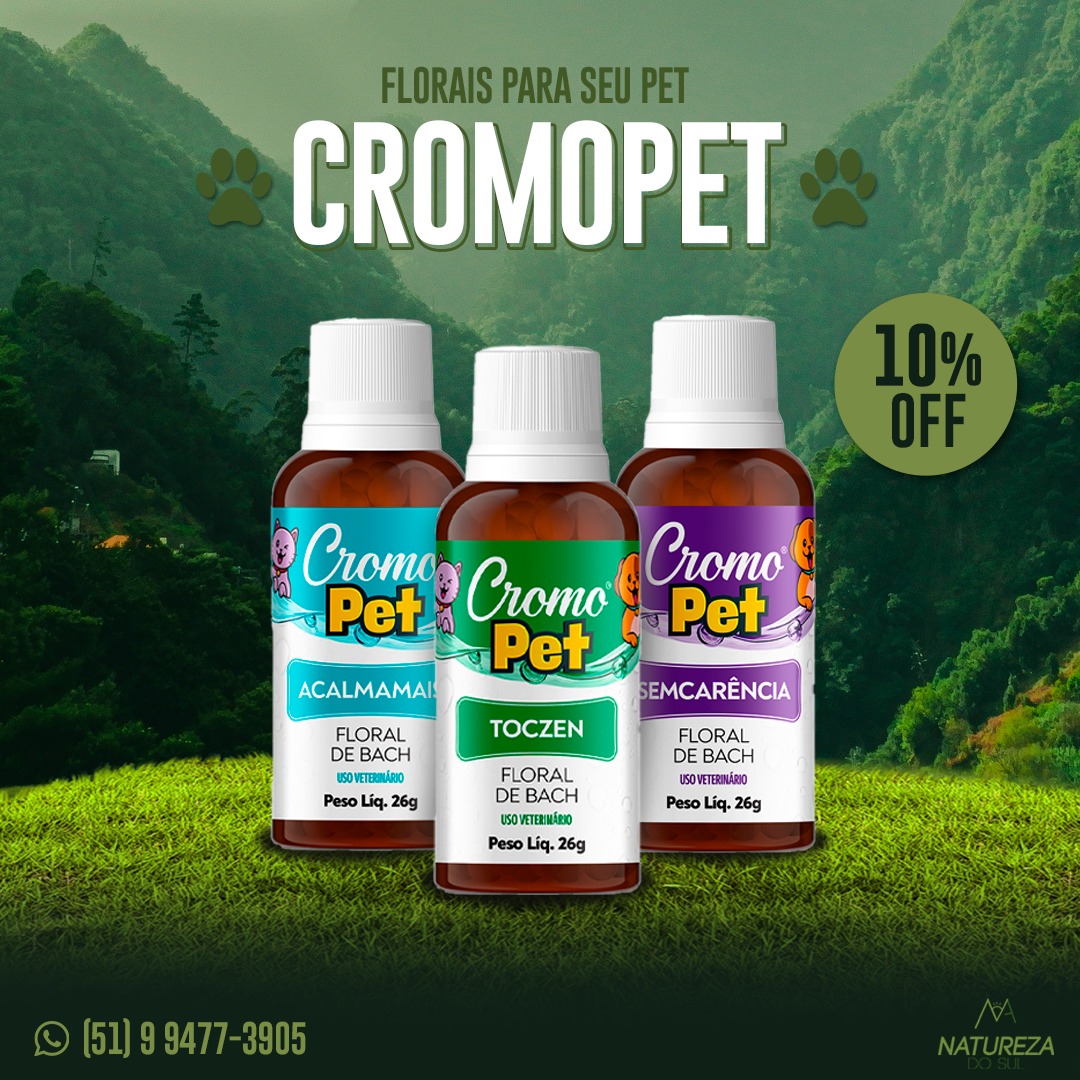 FLORAIS PARA SEU PET
CROMOPET
10%
OFF
Cromo
Pet
ACALMAMAIS
FLORAL
DE BACH
USO VETERINÁRIO
Peso Líq. 26g
Cromo®
Pet
TOCZEN
FLORAL
DE BACH
USO VETERINÁRIO
Peso Líq. 26g
Cromo®
Pet
SEMCARÊNCIA
FLORAL
DE BACH
USO VETERINÁRIO
Peso Líq. 26g
(51) 9 9477-3905
NATUREZA
DO SUL